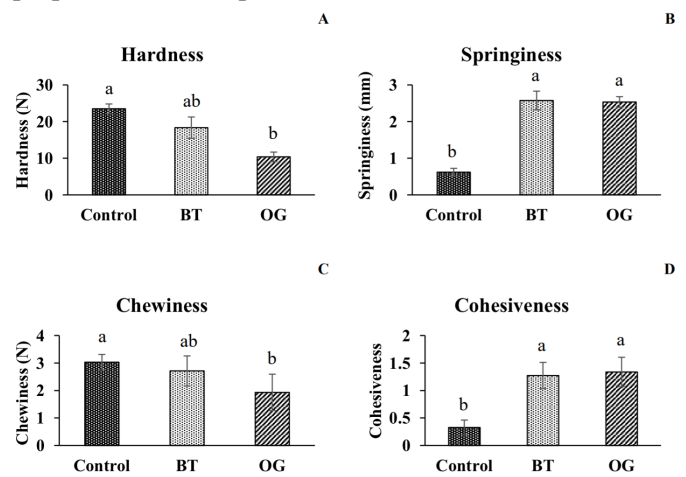 A
Hardness
Hardness (N)
30
20
10
0
a
ab
b
Control BT OG
B
Springiness
Springiness (mm)
3
2
1
0
b
a
a
Control BT OG
C
Chewiness
Chewiness (N)
4
3
2
1
0
a
ab
b
Control BT OG
D
Cohesiveness
Cohesiveness
2
1.5
1
0.5
0
b
a
a
Control BT OG